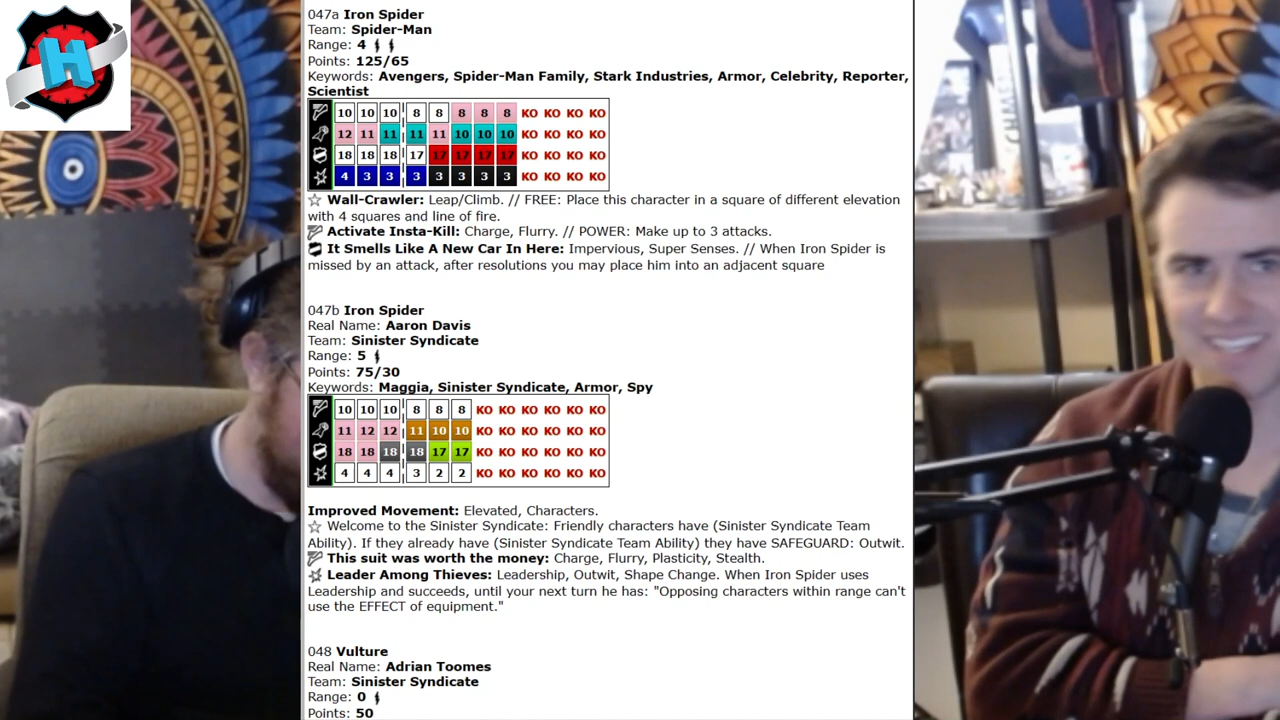 H
047a Iron Spider
Team: Spider-Man
Range: 4
Points: 125/65
Keywords: Avengers, Spider-Man Family, Stark Industries, Armor, Celebrity, Reporter,
Scientist
10 10 10 8 8 8 8 8 KO KO KO KO
12 11 11 11 11 10 10 10 KO KO KO KO
18 18 18 17 17 17 17 17 KO KO KO KO
4 3 3 3 3 3 3 3 KO KO KO KO
☆ Wall-Crawler: Leap/Climb. // FREE: Place this character in a square of different elevation
with 4 squares and line of fire.
Activate Insta-Kill: Charge, Flurry. // POWER: Make up to 3 attacks.
It Smells Like A New Car In Here: Impervious, Super Senses. // When Iron Spider is
missed by an attack, after resolutions you may place him into an adjacent square
047b Iron Spider
Real Name: Aaron Davis
Team: Sinister Syndicate
Range: 5
Points: 75/30
Keywords: Maggia, Sinister Syndicate, Armor, Spy
10 10 10 8 8 8 KO KO KO KO KO KO
11 12 12 11 10 10 KO KO KO KO KO KO
18 18 18 18 17 17 KO KO KO KO KO KO
4 4 4 3 2 2 KO KO KO KO KO KO
Improved Movement: Elevated, Characters.
☆ Welcome to the Sinister Syndicate: Friendly characters have (Sinister Syndicate Team
Ability). If they already have (Sinister Syndicate Team Ability) they have SAFEGUARD: Outwit.
This suit was worth the money: Charge, Flurry, Plasticity, Stealth.
Leader Among Thieves: Leadership, Outwit, Shape Change. When Iron Spider uses
Leadership and succeeds, until your next turn he has: "Opposing characters within range can't
use the EFFECT of equipment."
048 Vulture
Real Name: Adrian Toomes
Team: Sinister Syndicate
Range: 0
Points: 50